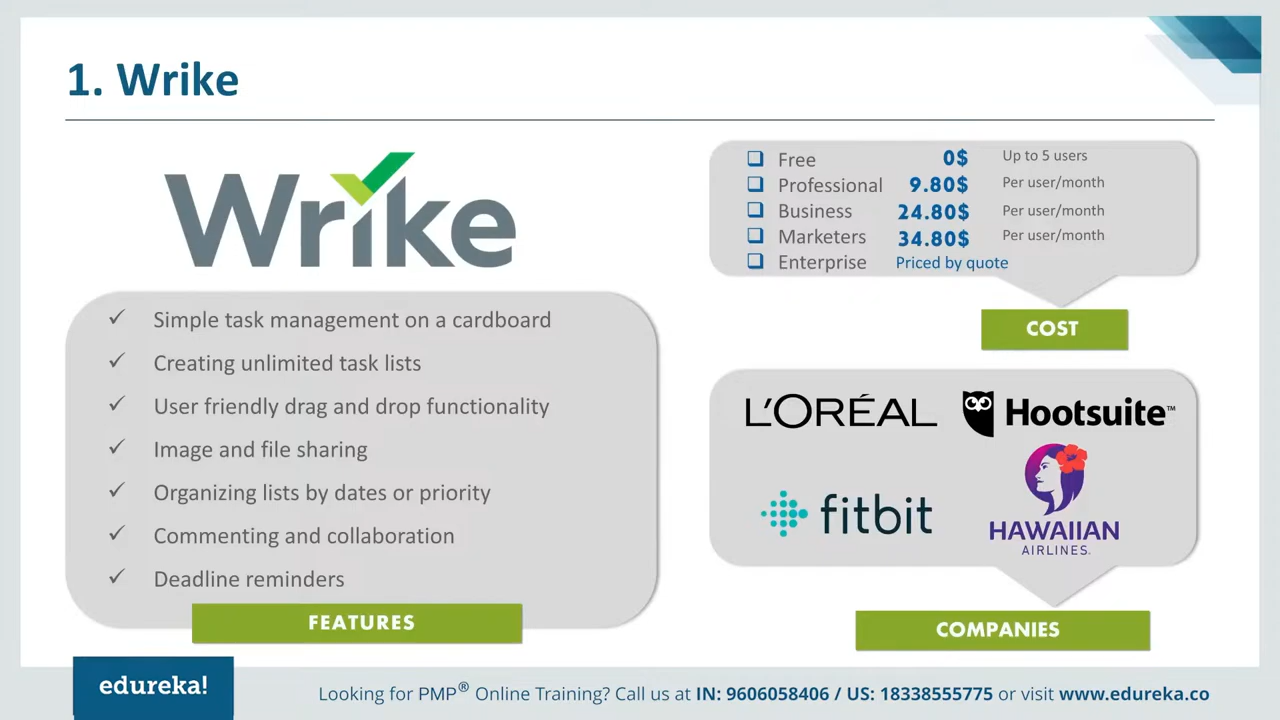 1. Wrike
Wrike
Simple task management on a cardboard
Creating unlimited task lists
User friendly drag and drop functionality
Image and file sharing
Organizing lists by dates or priority
Commenting and collaboration
Deadline reminders
FEATURES
Free 0$ Up to 5 users
Professional 9.80$ Per user/month
Business 24.80$ Per user/month
Marketers 34.80$ Per user/month
Enterprise Priced by quote
COST
L'ORÉAL Hootsuite™
fitbit
HAWAIIAN
AIRLINES.
COMPANIES
edureka!
Looking for PMP® Online Training? Call us at IN: 9606058406 / US: 18338555775 or visit www.edureka.co